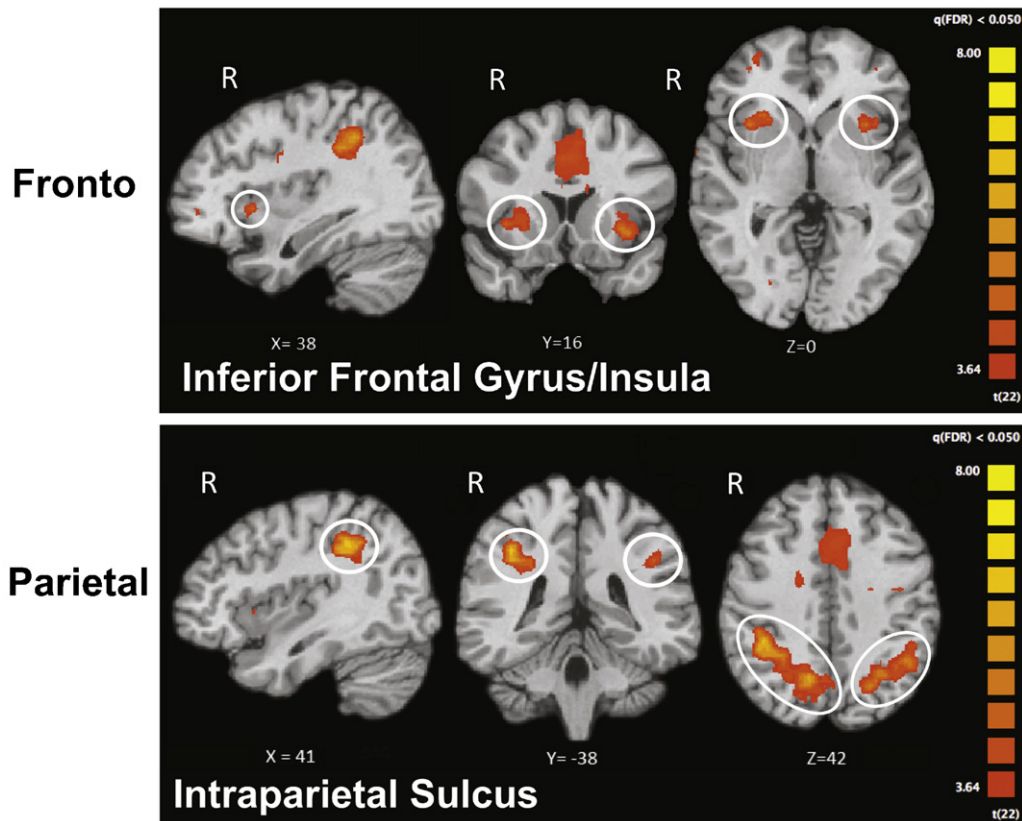 Fronto
q(FDR) < 0.050
8.00
R
R
R
X= 38
Y=16
Z=0
3.64
Inferior Frontal Gyrus/Insula
t(22)
Parietal
q(FDR) < 0.050
8.00
R
R
R
X = 41
Y= -38
Z=42
3.64
Intraparietal Sulcus
t(22)